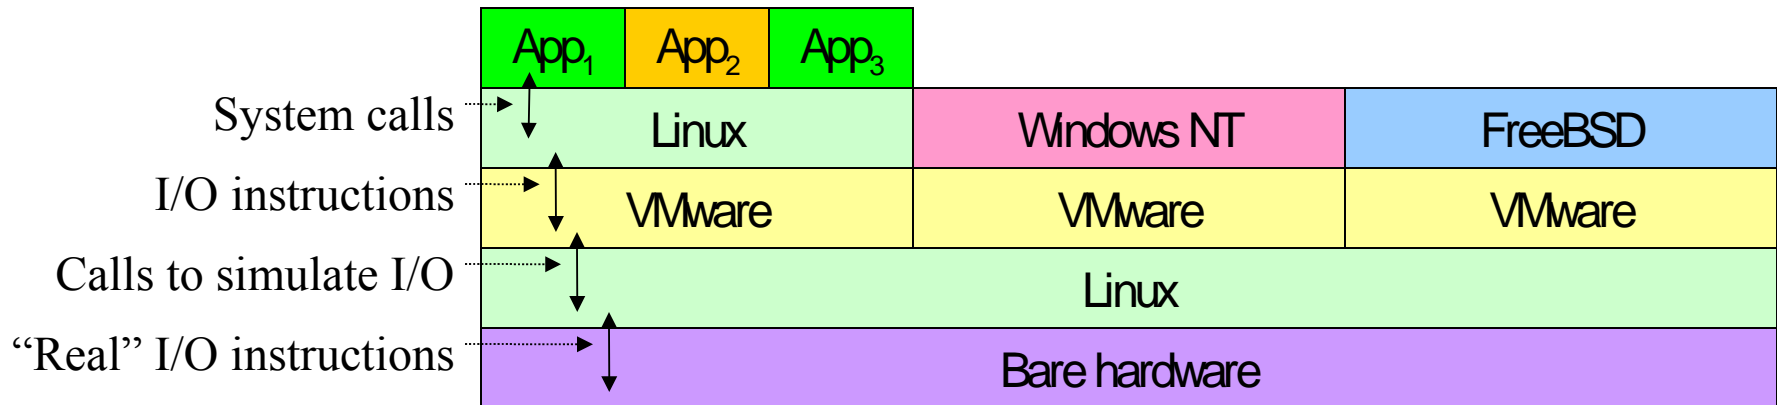 App₁ App₂ App₃
System calls
Linux Windows NT FreeBSD
I/O instructions
VMware VMware VMware
Calls to simulate I/O
Linux
“Real” I/O instructions
Bare hardware